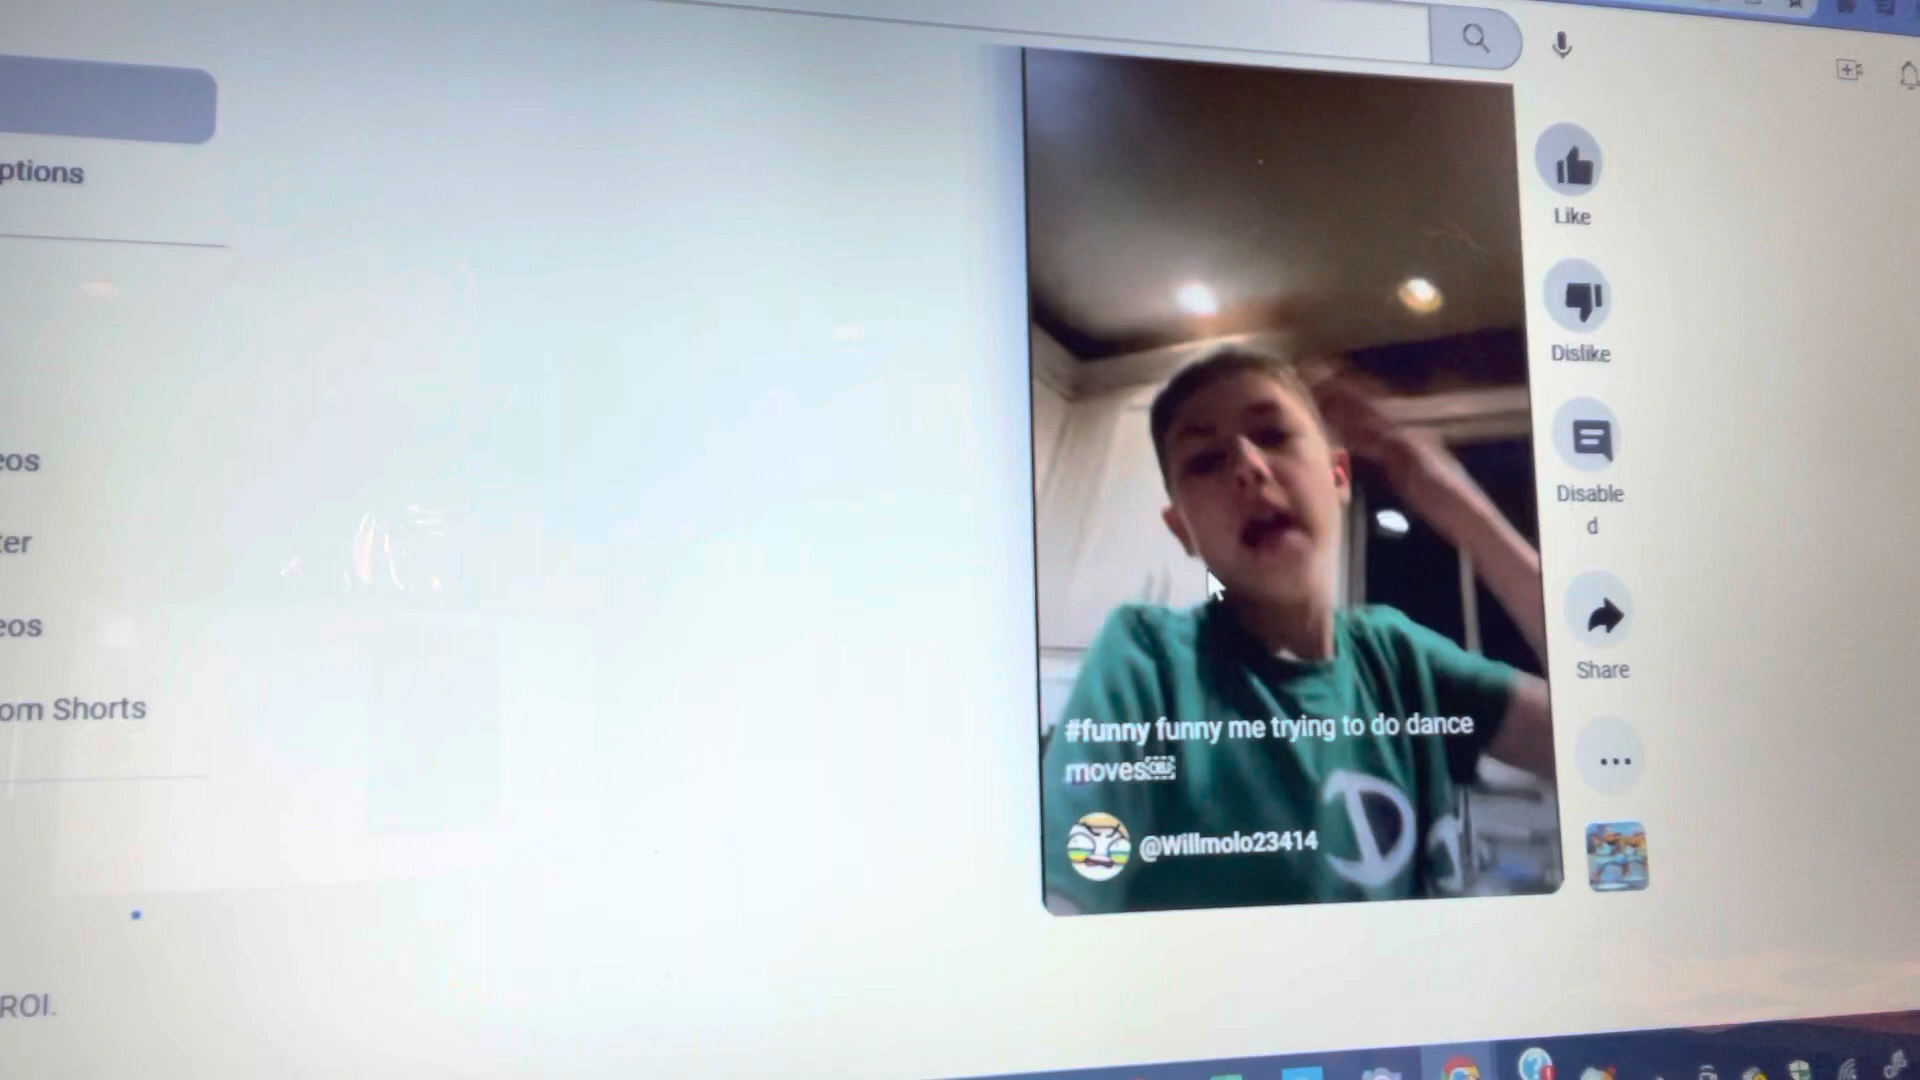 ptions
eos
ter
eos
om Shorts
ROI.
Like
Dislike
Disable
d
Share
#funny funny me trying to do dance
moves
@Willmolo23414